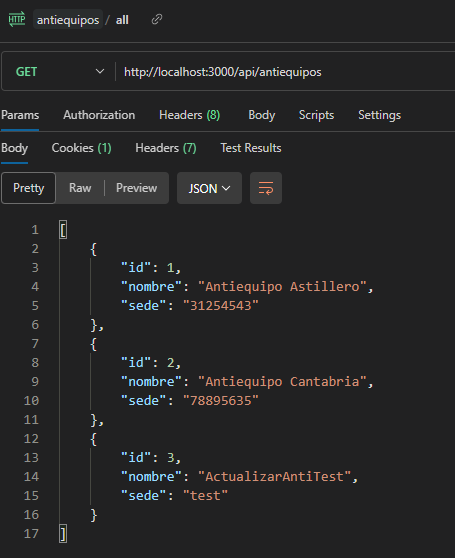 HTTP antiequipos / all
GET http://localhost:3000/api/antiequipos
Params Authorization Headers (8) Body Scripts Settings
Body Cookies (1) Headers (7) Test Results
Pretty Raw Preview JSON
1 [
2 {
3 "id": 1,
4 "nombre": "Antiequipo Astillero",
5 "sede": "31254543"
6 },
7 {
8 "id": 2,
9 "nombre": "Antiequipo Cantabria",
10 "sede": "78895635"
11 },
12 {
13 "id": 3,
14 "nombre": "ActualizarAntiTest",
15 "sede": "test"
16 }
17 ]